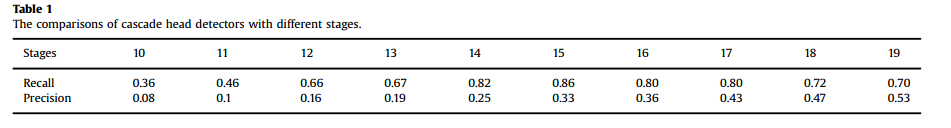 Table 1
The comparisons of cascade head detectors with different stages.
Stages 10 11 12 13 14 15 16 17 18 19
Recall 0.36 0.46 0.66 0.67 0.82 0.86 0.80 0.80 0.72 0.70
Precision 0.08 0.1 0.16 0.19 0.25 0.33 0.36 0.43 0.47 0.53